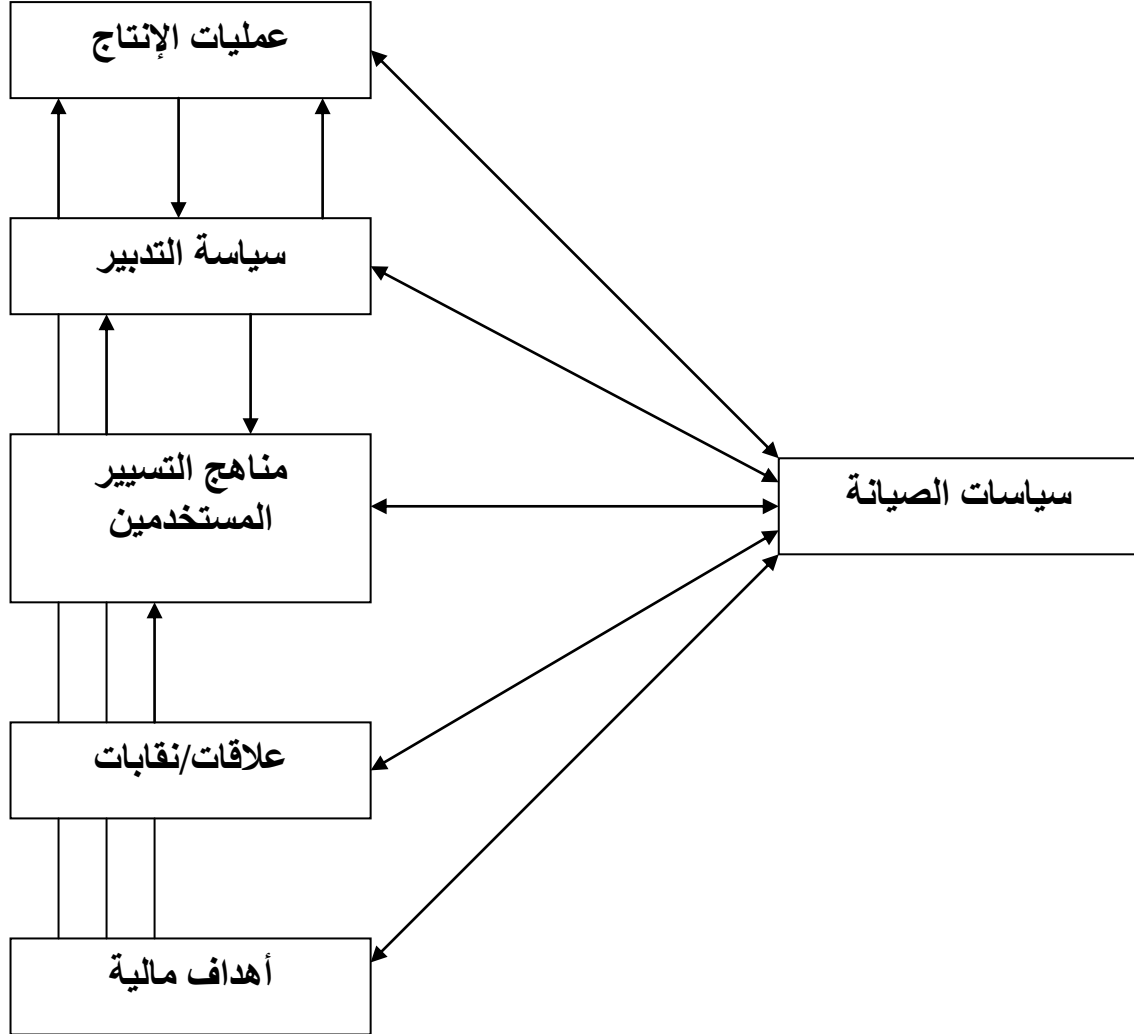 عمليات الإنتاج
سياسة التدبير
مناهج التسيير
المستخدمين
سياسات الصيانة
علاقات/نقابات
أهداف مالية